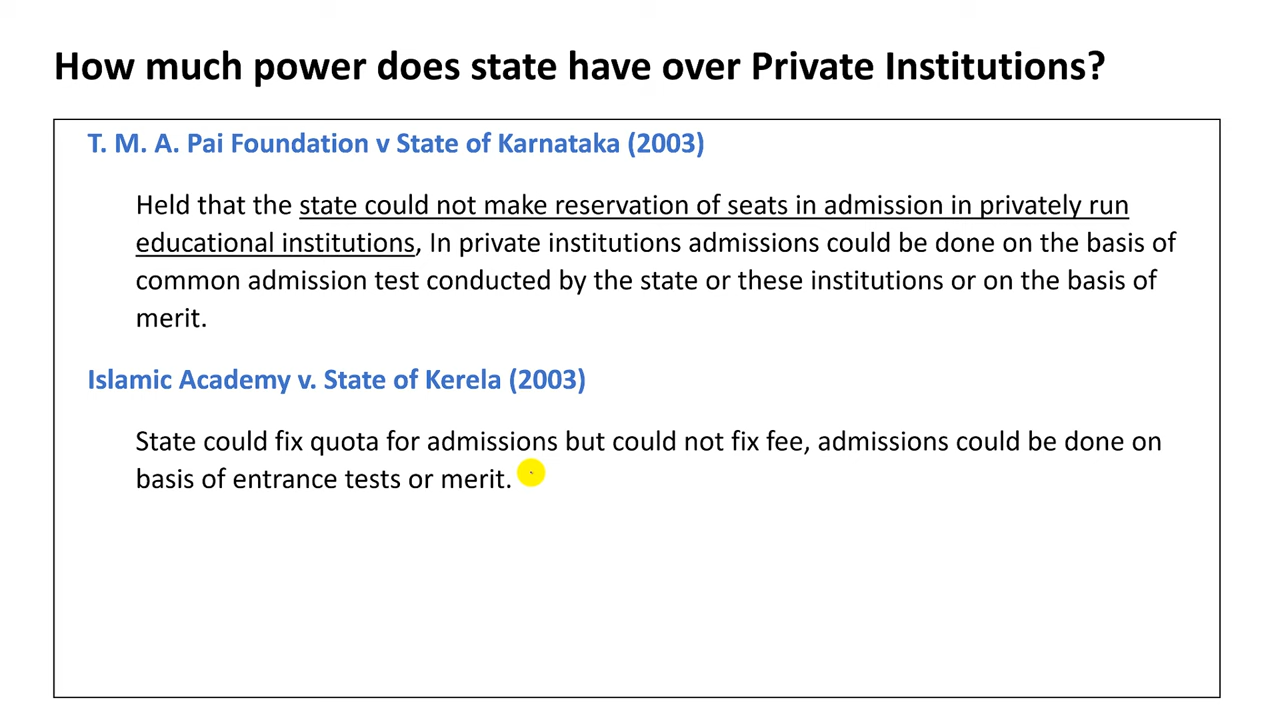 How much power does state have over Private Institutions?
T. M. A. Pai Foundation v State of Karnataka (2003)
Held that the state could not make reservation of seats in admission in privately run
educational institutions, In private institutions admissions could be done on the basis of
common admission test conducted by the state or these institutions or on the basis of
merit.
Islamic Academy v. State of Kerela (2003)
State could fix quota for admissions but could not fix fee, admissions could be done on
basis of entrance tests or merit.